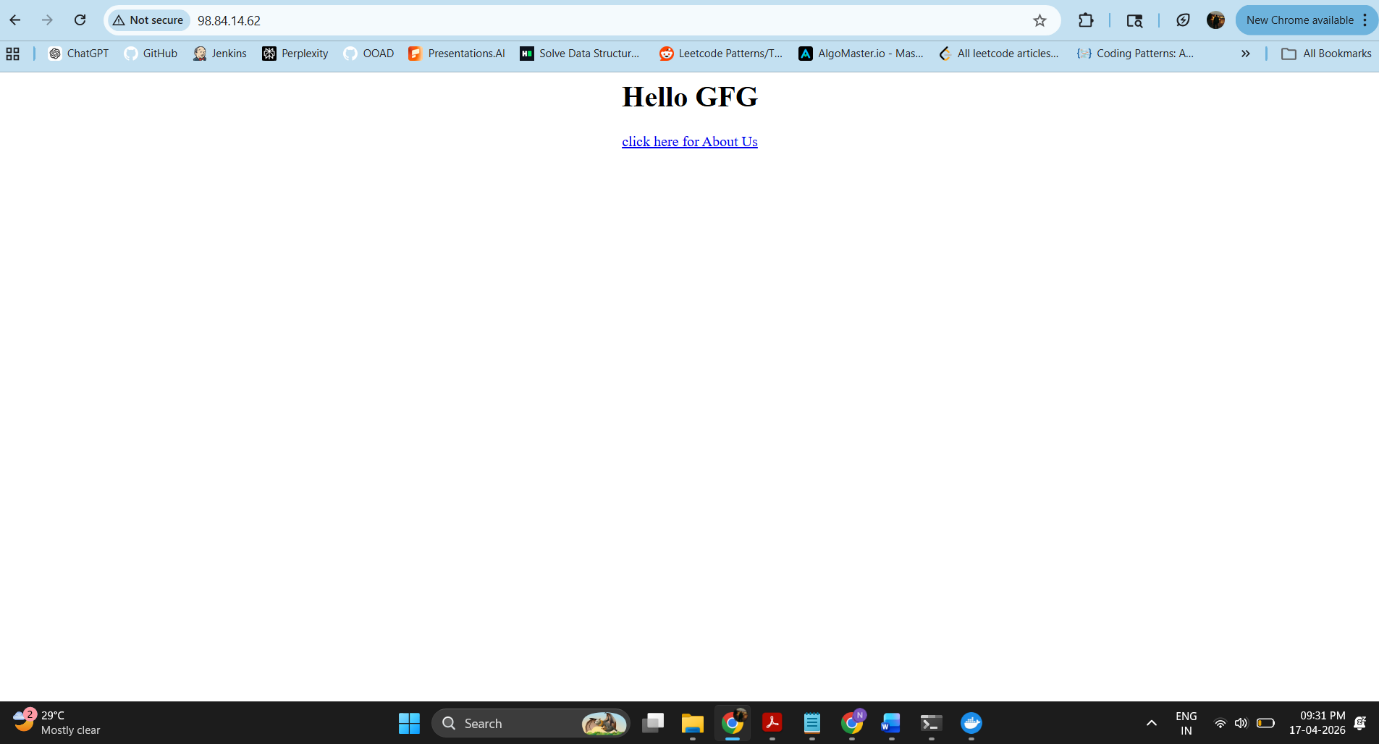 Not secure 98.84.14.62 New Chrome available
ChatGPT GitHub Jenkins Perplexity OOAD Presentations.AI Solve Data Structur... Leetcode Patterns/T... AlgoMaster.io - Mas... All leetcode articles... Coding Patterns: A... » All Bookmarks
Hello GFG
click here for About Us
2
29°C
Mostly clear
Search
N
ENG
IN
09:31 PM
17-04-2026